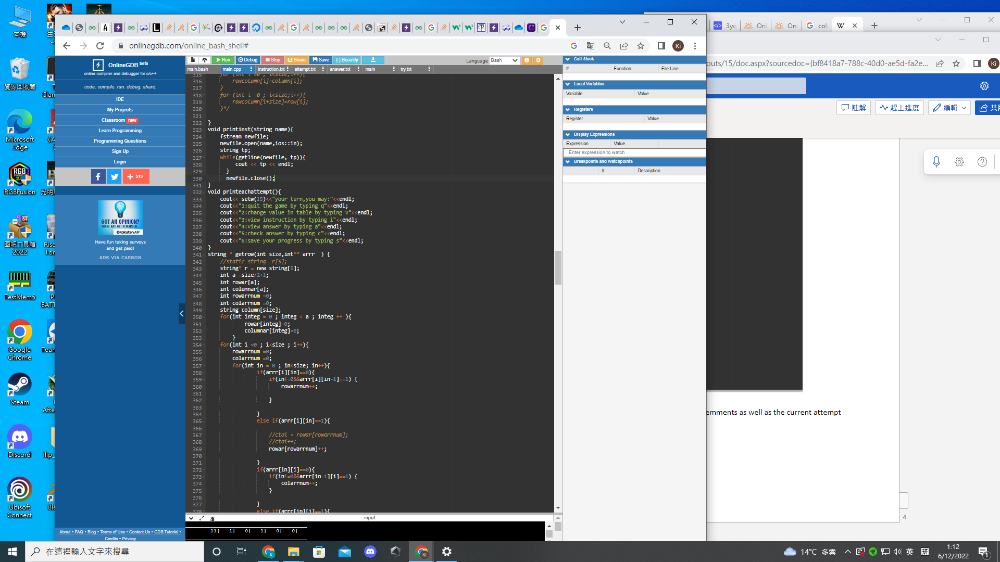 本機
資源回收筒
Microsoft Edge
RGBFusion
图吧工具箱 2022
TestMem5
Google Chrome
Steam
Discord
Ubisoft Connect
onlinegdb.com/online_bash_shell#
Ki
OnlineGDB beta
online compiler and debugger for c/c++
code. compile. run. debug. share.
IDE
My Projects
Classroom new
Learn Programming
Programming Questions
Sign Up
Login
519
GOT AN OPINION?
SHARE AND GET REWARDED.
Rakuten AIP
Have fun taking surveys
and get paid!
ADS VIA CARBON
About • FAQ • Blog • Terms of Use • Contact Us • GDB Tutorial •
Credits • Privacy
Run Debug Stop Share Save { } Beautify
Language Bash
main.bash main.cpp instruction.txt attempt.txt answer.txt main try.txt
315 for (int i =0 ; i<size;i++){
316 rowcolumn[i]=column[i];
317 }
318 for (int i =0 ; i<size;i++){
319 rowcolumn[i+size]=row[i];
320 }*/
321
322 }
323 void printinst(string name){
324 fstream newfile;
325 newfile.open(name,ios::in);
326 string tp;
327 while(getline(newfile, tp)){
328 cout << tp << endl;
329 }
330 newfile.close();
331 }
332 void printeachattempt(){
333 cout<< setw(15)<<"your turn,you may:"<<endl;
334 cout<<"1:quit the game by typing q"<<endl;
335 cout<<"2:change value in table by typing v"<<endl;
336 cout<<"3:view instruction by typing i"<<endl;
337 cout<<"4:view answer by typing a"<<endl;
338 cout<<"5:check answer by typing c"<<endl;
339 cout<<"6:save your progress by typing s"<<endl;
340 }
341 string * getrow(int size,int** arrr  ) {
342 //static string  r[5];
343 string* r = new string[5];
344 int a =size/2+1;
345 int rowar[a];
346 int columnar[a];
347 int rowarrnum =0;
348 int colarrnum =0;
349 string column[size];
350 for(int integ = 0 ; integ < a ; integ ++ ){
351 rowar[integ]=0;
352 columnar[integ]=0;
353 }
354 for(int i =0 ; i<size ; i++){
355 rowarrnum =0;
356 colarrnum =0;
357 for(int in = 0 ; in<size; in++){
358 if(arrr[i][in]==0){
359 if(in!=0&&arrr[i][in-1]==1) {
360 rowarrnum++;
361
362 }
363
364 }
365 else if(arrr[i][in]==1){
366
367 //ctoi = rowar[rowarrnum];
368 //ctoi++;
369 rowar[rowarrnum]++;
370
371 }
372 if(arrr[in][i]==0){
373 if(in!=0&&arrr[in-1][i]==1) {
374 colarrnum++;
375 }
376
377 }
378 else if(arrr[in][i]==1){
input
11| 1| 0| 1| 0| 0|
Call Stack
# Function File:Line
Local Variables
Variable Value
Registers
Register Value
Display Expressions
Expression Value
Enter expression to watch
Breakpoints and Watchpoints
# Description
3yc
Onl
Onl
col
outs/15/doc.aspx?sourcedoc={bf8418a7-788c-40d0-ae5d-fa2e...
Ki
註解 趕上進度 編輯 共用
emments as well as the current attempt
4
在這裡輸入文字來搜尋
14°C 多雲
英
1:12
6/12/2022
1